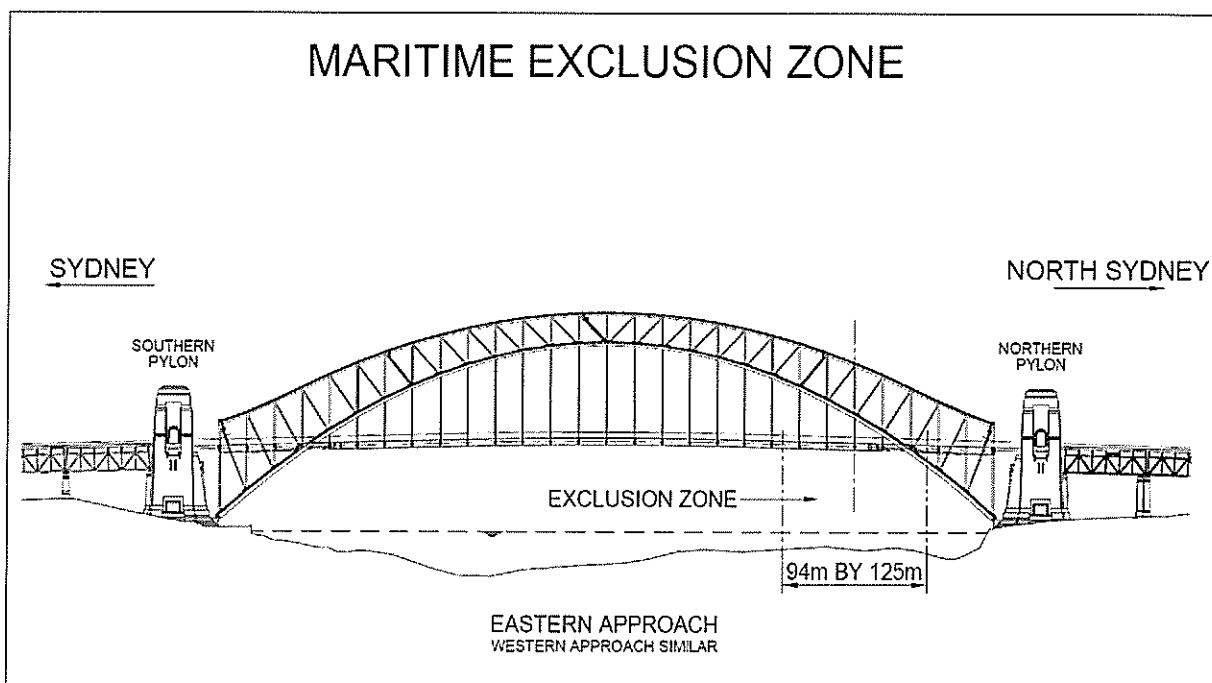 MARITIME EXCLUSION ZONE
SYDNEY
NORTH SYDNEY
SOUTHERN
PYLON
NORTHERN
PYLON
EXCLUSION ZONE
94m BY 125m
EASTERN APPROACH
WESTERN APPROACH SIMILAR